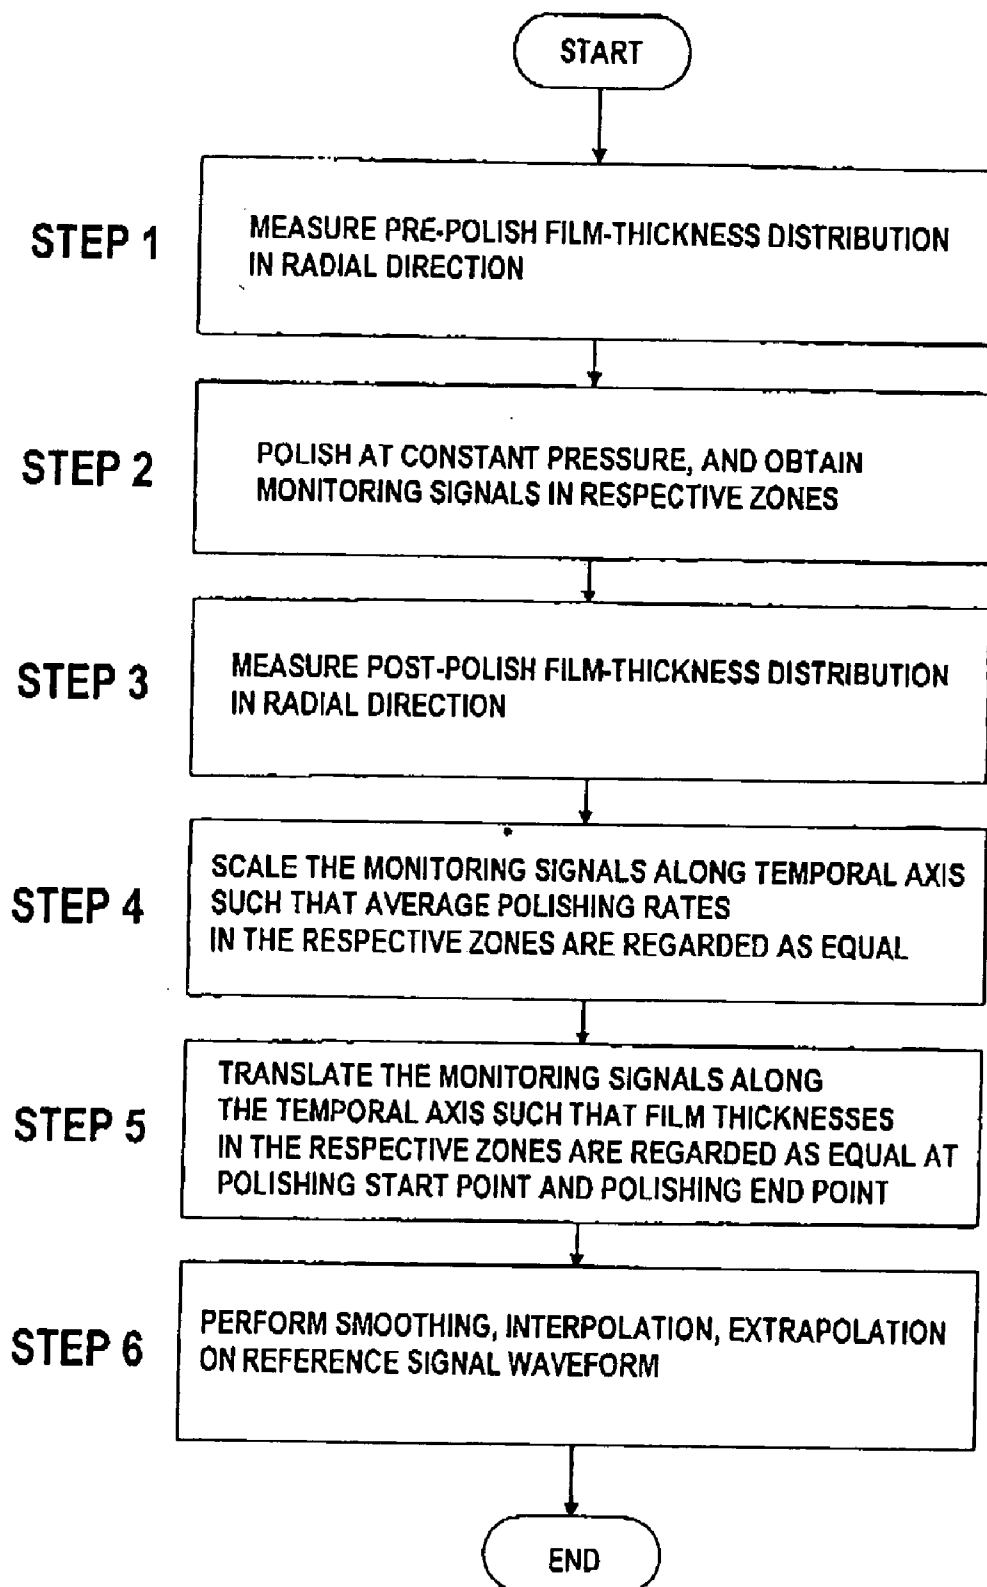 START
STEP 1
MEASURE PRE-POLISH FILM-THICKNESS DISTRIBUTION
IN RADIAL DIRECTION
STEP 2
POLISH AT CONSTANT PRESSURE, AND OBTAIN
MONITORING SIGNALS IN RESPECTIVE ZONES
STEP 3
MEASURE POST-POLISH FILM-THICKNESS DISTRIBUTION
IN RADIAL DIRECTION
STEP 4
SCALE THE MONITORING SIGNALS ALONG TEMPORAL AXIS
SUCH THAT AVERAGE POLISHING RATES
IN THE RESPECTIVE ZONES ARE REGARDED AS EQUAL
STEP 5
TRANSLATE THE MONITORING SIGNALS ALONG
THE TEMPORAL AXIS SUCH THAT FILM THICKNESSES
IN THE RESPECTIVE ZONES ARE REGARDED AS EQUAL AT
POLISHING START POINT AND POLISHING END POINT
STEP 6
PERFORM SMOOTHING, INTERPOLATION, EXTRAPOLATION
ON REFERENCE SIGNAL WAVEFORM
END